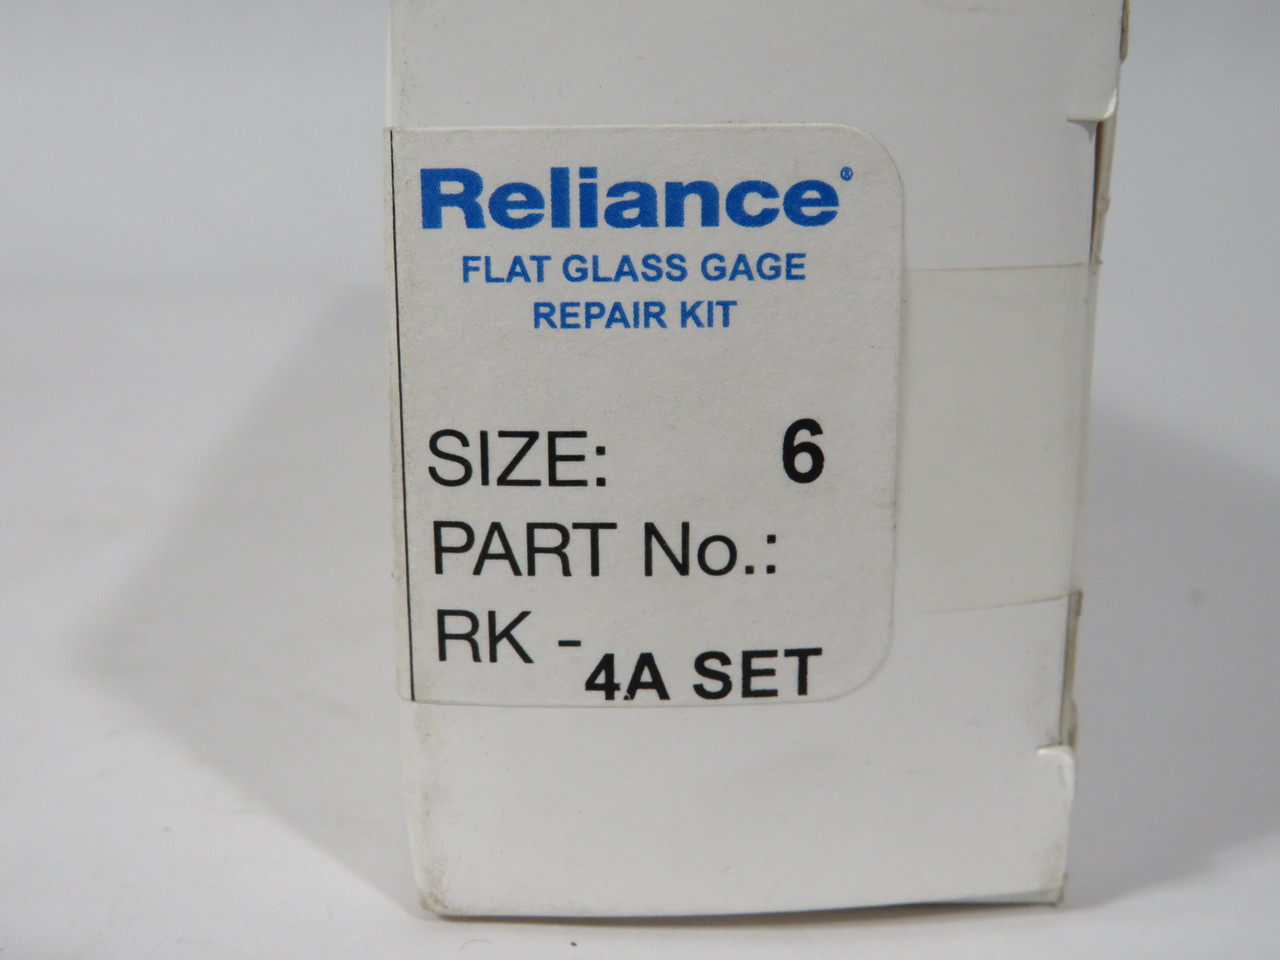 Reliance®
FLAT GLASS GAGE
REPAIR KIT
SIZE: 6
PART No.:
RK - 4A SET